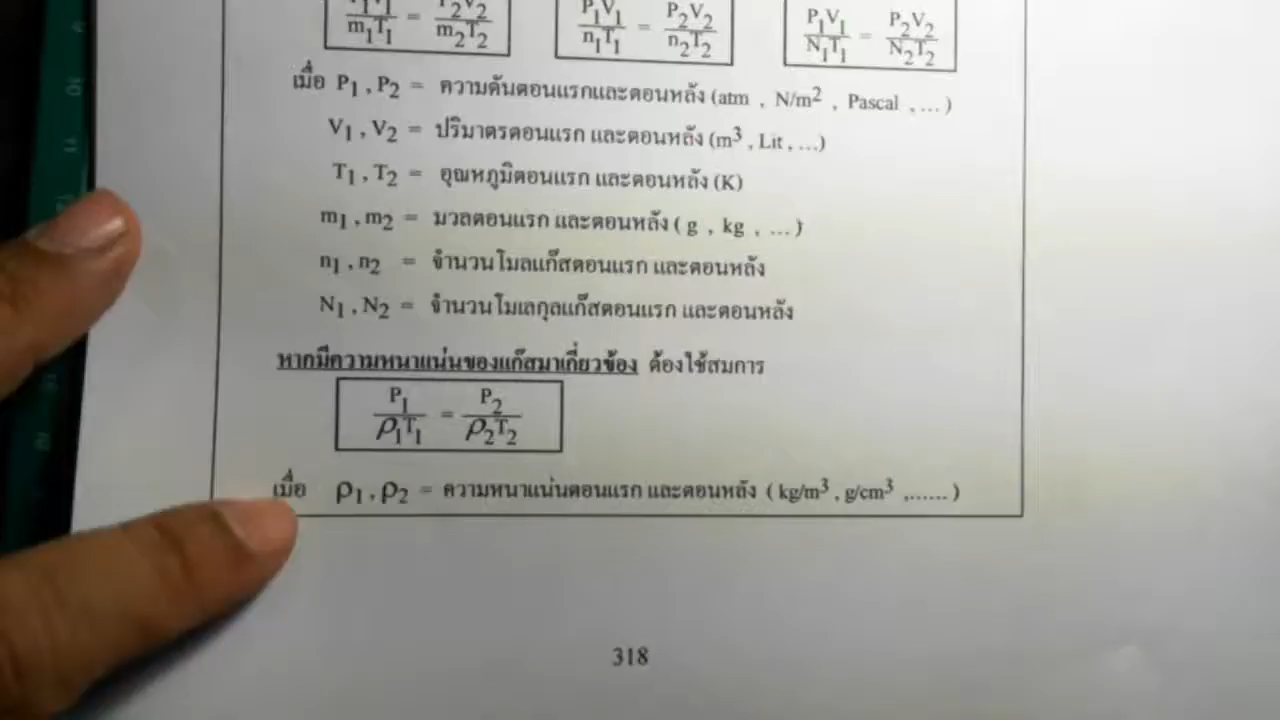 P₁V₁/m₁T₁ = P₂V₂/m₂T₂   P₁V₁/n₁T₁ = P₂V₂/n₂T₂   P₁V₁/N₁T₁ = P₂V₂/N₂T₂
เมื่อ P₁ , P₂ = ความดันตอนแรกและตอนหลัง (atm , N/m² , Pascal , ... )
V₁ , V₂ = ปริมาตรตอนแรก และตอนหลัง (m³ , Lit , ...)
T₁ , T₂ = อุณหภูมิตอนแรก และตอนหลัง (K)
m₁ , m₂ = มวลตอนแรก และตอนหลัง ( g , kg , ... )
n₁ , n₂ = จำนวนโมลแก๊สตอนแรก และตอนหลัง
N₁ , N₂ = จำนวนโมเลกุลแก๊สตอนแรก และตอนหลัง
หากมีความหนาแน่นของแก๊สมาเกี่ยวข้อง ต้องใช้สมการ
P₁/ρ₁T₁ = P₂/ρ₂T₂
เมื่อ ρ₁ , ρ₂ = ความหนาแน่นตอนแรก และตอนหลัง ( kg/m³ , g/cm³ ,...... )
318